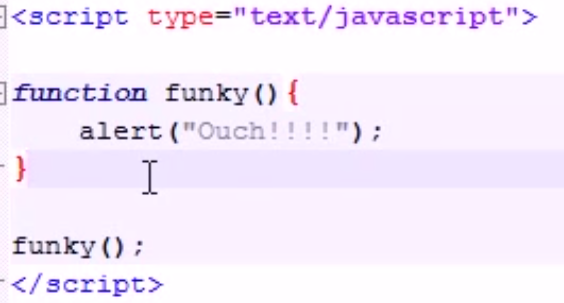 <script type="text/javascript">
function funky(){
alert("Ouch!!!!");
}
funky();
</script>